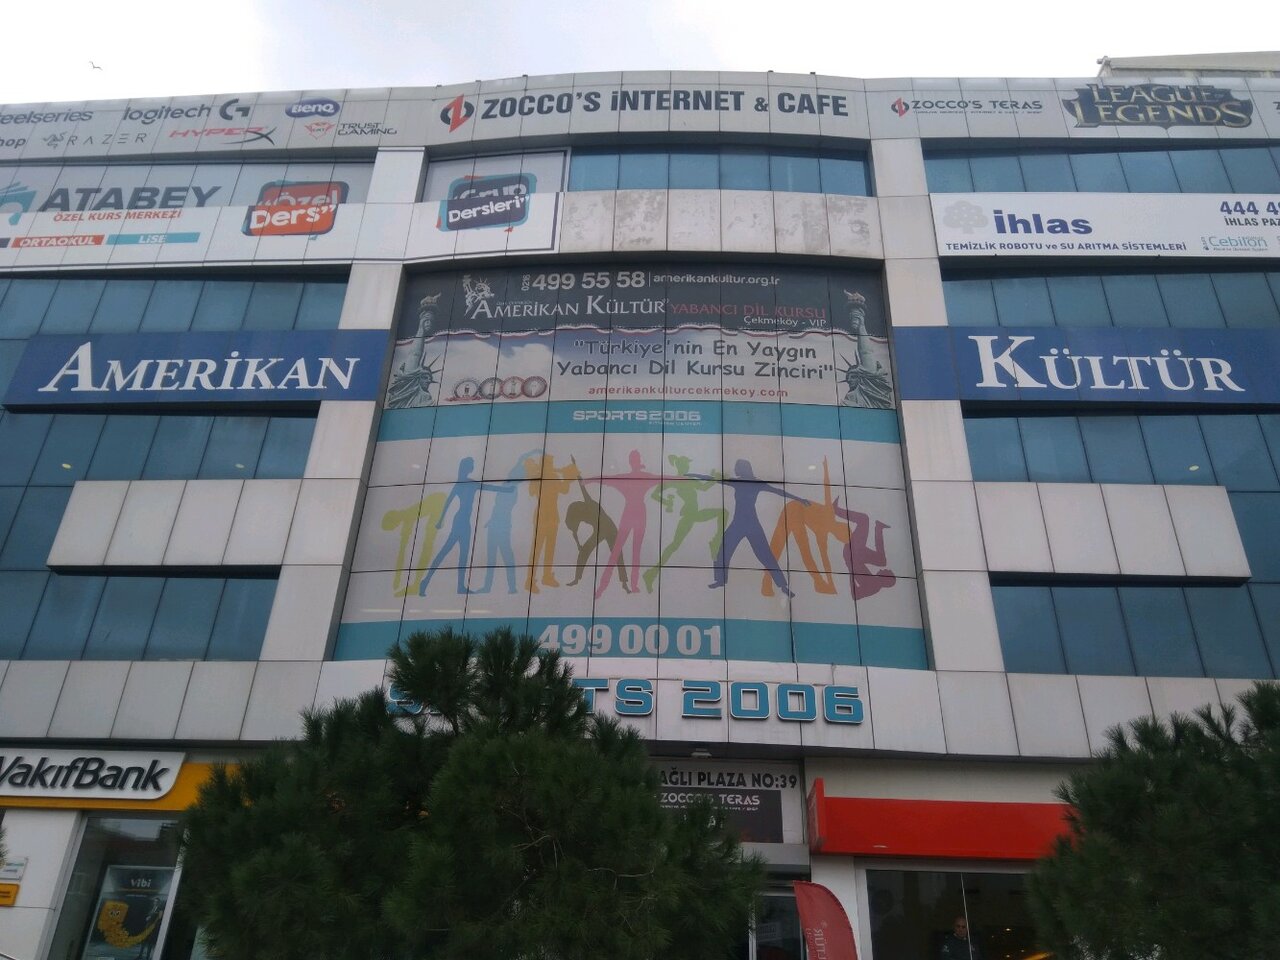 steelseries
logitech G
BenQ
ZOCCO'S İNTERNET & CAFE
ZOCCO'S TERAS
LEAGUE of LEGENDS
RAZER
HYPERX
TRUST GAMING
ATABEY
ÖZEL KURS MERKEZİ
ORTAOKUL
LİSE
"Özel
Ders"
"Grup
Dersleri"
ihlas
TEMİZLİK ROBOTU ve SU ARITMA SİSTEMLERİ
Cebilon
0216 499 55 58 amerikankultur.org.tr
AMERİKAN KÜLTÜR YABANCI DİL KURSU
Çekmeköy - VIP
"Türkiye'nin En Yaygın
Yabancı Dil Kursu Zinciri"
amerikankulturcekmekoy.com
AMERİKAN
KÜLTÜR
SPORTS2006
499 00 01
2006
VakıfBank
PLAZA NO:39
ZOCCO'S TERAS
vibi